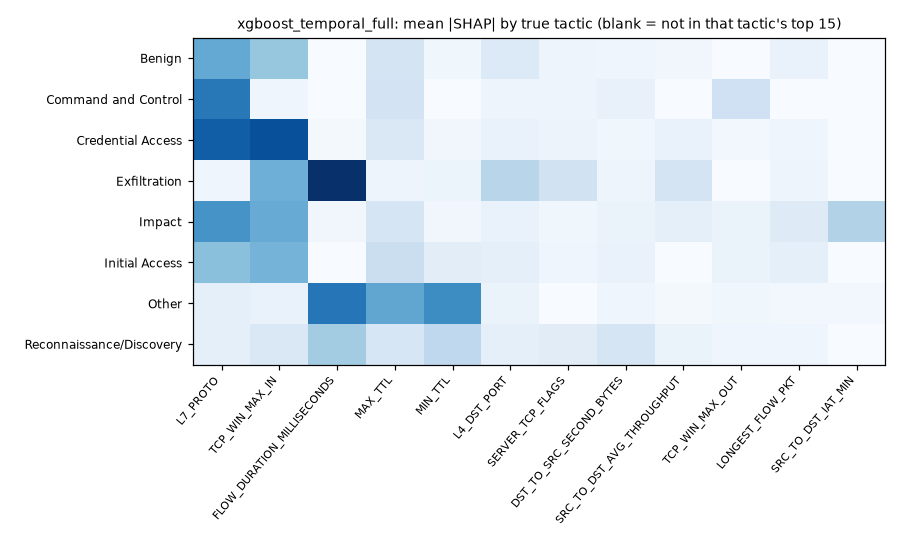 xgboost_temporal_full: mean |SHAP| by true tactic (blank = not in that tactic's top 15)
Benign
Command and Control
Credential Access
Exfiltration
Impact
Initial Access
Other
Reconnaissance/Discovery
L7_PROTO
TCP_WIN_MAX_IN
FLOW_DURATION_MILLISECONDS
MAX_TTL
MIN_TTL
L4_DST_PORT
SERVER_TCP_FLAGS
DST_TO_SRC_SECOND_BYTES
SRC_TO_DST_AVG_THROUGHPUT
TCP_WIN_MAX_OUT
LONGEST_FLOW_PKT
SRC_TO_DST_IAT_MIN